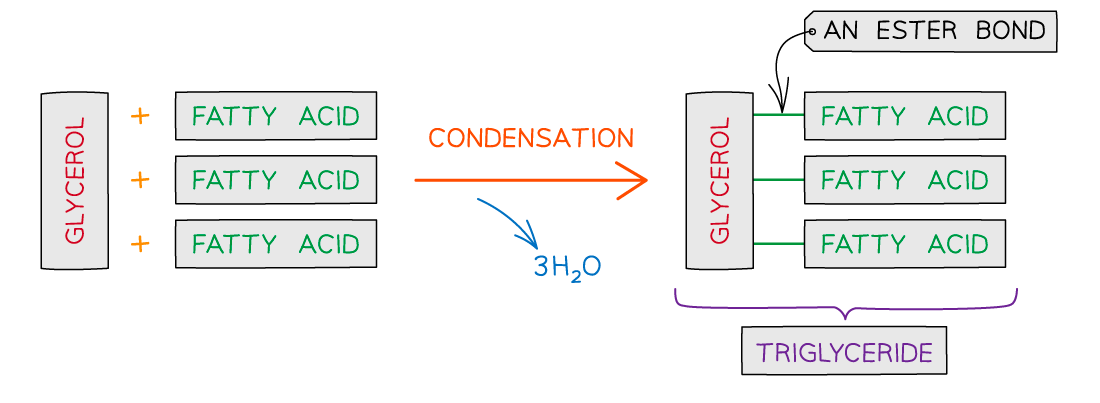 AN ESTER BOND
GLYCEROL
+ FATTY ACID
+ FATTY ACID
+ FATTY ACID
CONDENSATION
3H₂O
GLYCEROL
FATTY ACID
FATTY ACID
FATTY ACID
TRIGLYCERIDE